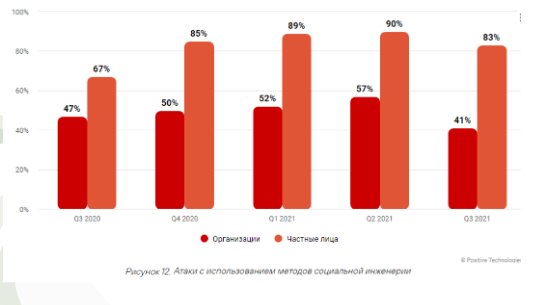 100%
80%
60%
40%
20%
0%
47%
67%
50%
85%
52%
89%
57%
90%
41%
83%
Q3 2020
Q4 2020
Q1 2021
Q2 2021
Q3 2021
Организации
Частные лица
© Positive Technologies
Рисунок 12. Атаки с использованием методов социальной инженерии